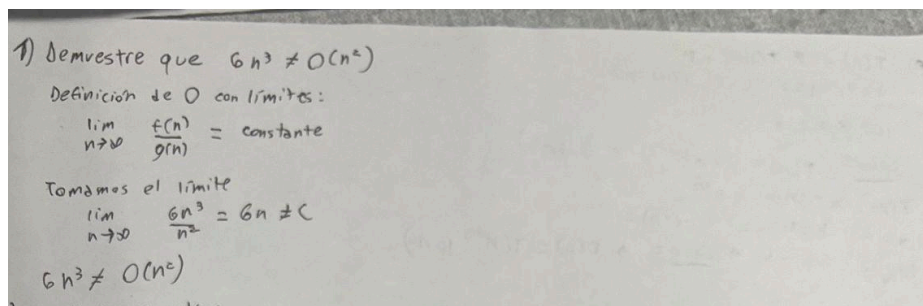 1) Demuestre que 6n³ ≠ O(n²)
Definición de O con límites:
lim n→∞ f(n)/g(n) = constante
Tomamos el límite
lim n→∞ 6n³/n² = 6n ≠ C
6n³ ≠ O(n²)